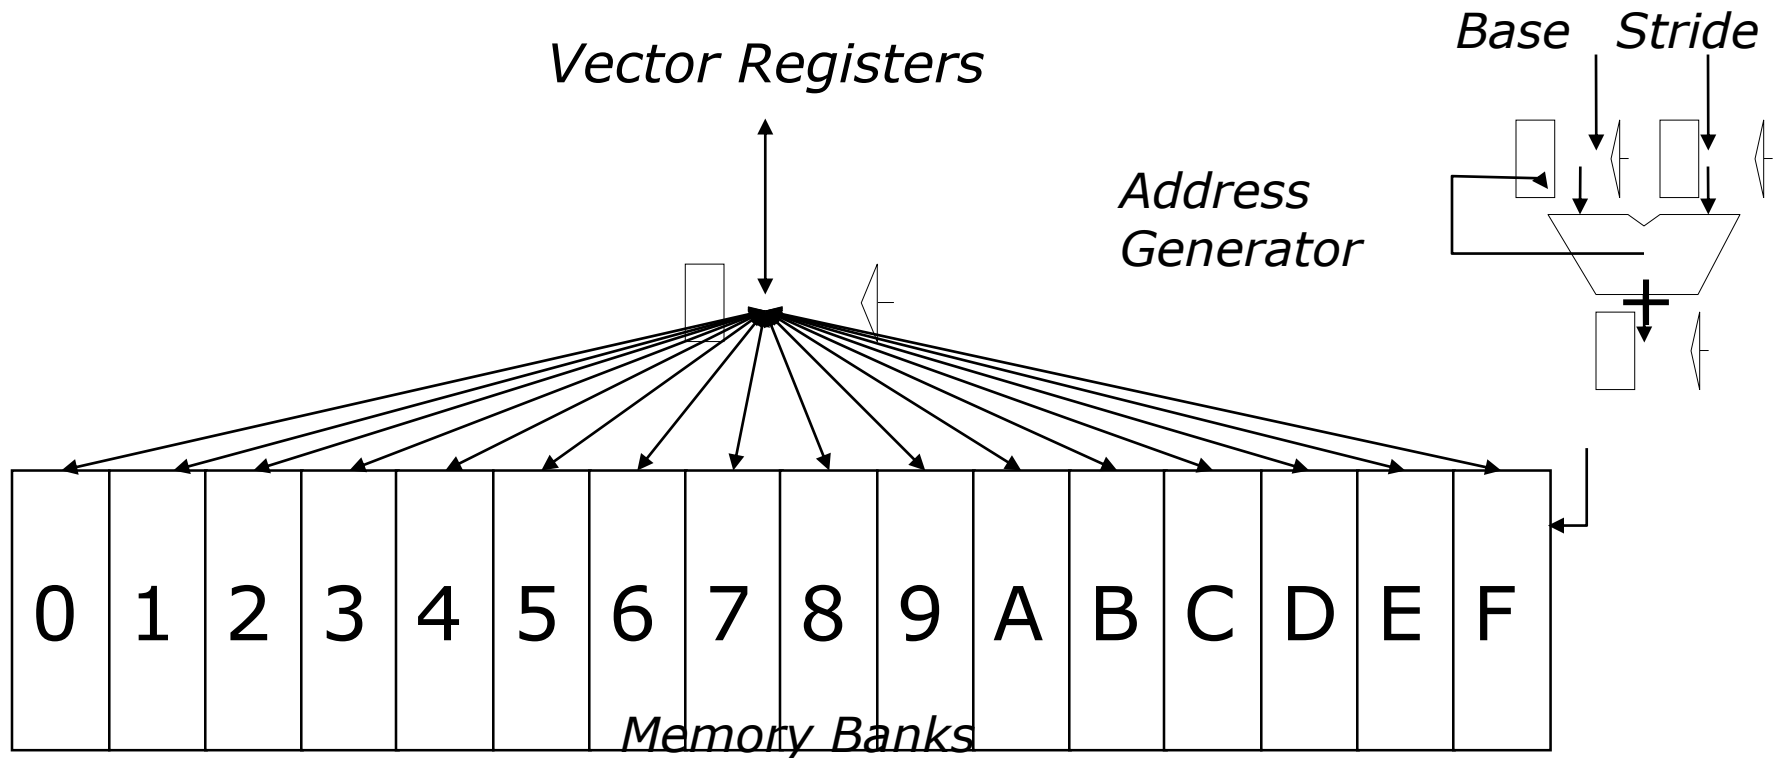 Base Stride
Vector Registers
Address
Generator
+
0 1 2 3 4 5 6 7 8 9 A B C D E F
Memory Banks